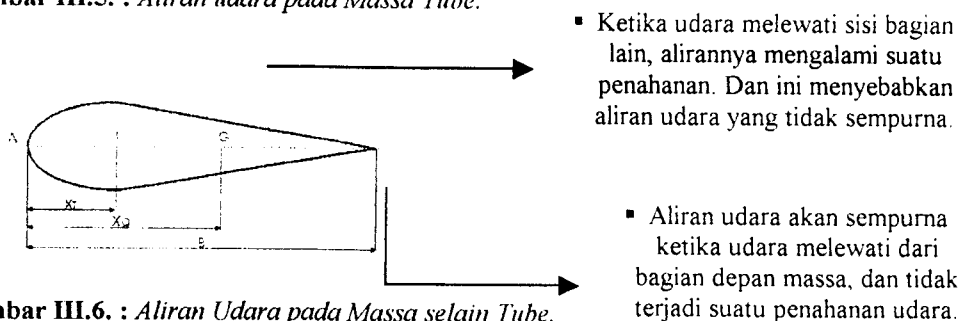 bar III.5. : Aliran udara pada Massa Tube.
▪ Ketika udara melewati sisi bagian
lain, alirannya mengalami suatu
penahanan. Dan ini menyebabkan
aliran udara yang tidak sempurna.
A
G
XT
XG
B
▪ Aliran udara akan sempurna
ketika udara melewati dari
bagian depan massa, dan tidak
terjadi suatu penahanan udara.
nbar III.6. : Aliran Udara pada Massa selain Tube.